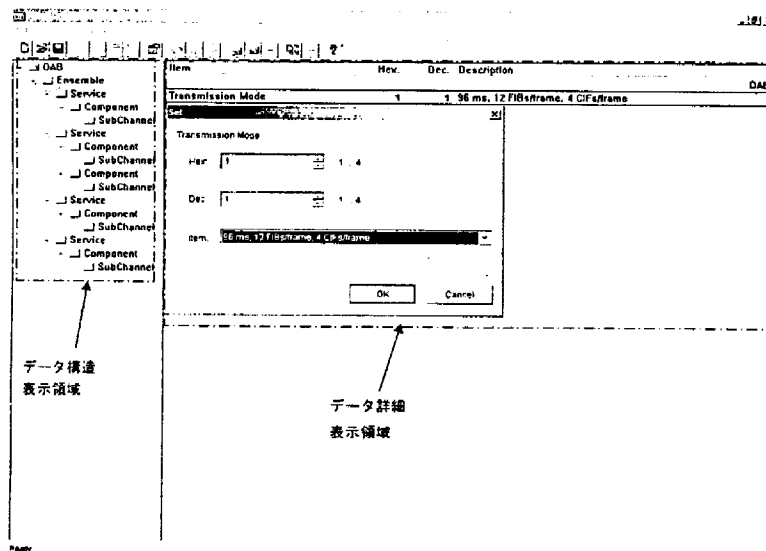 DAB
Ensemble
Service
Component
SubChannel
Service
Component
SubChannel
Component
SubChannel
Service
Component
SubChannel
Service
Component
SubChannel
Item Hex. Dec. Description
DAB
Transmission Mode 1 1 96 ms, 12 FIBs/frame, 4 CIFs/frame
Set
Transmission Mode
Hex: 1 1 .. 4
Dec: 1 1 .. 4
Item: 96 ms, 12 FIBs/frame, 4 CIFs/frame
OK Cancel
データ構造
表示領域
データ詳細
表示領域
Ready